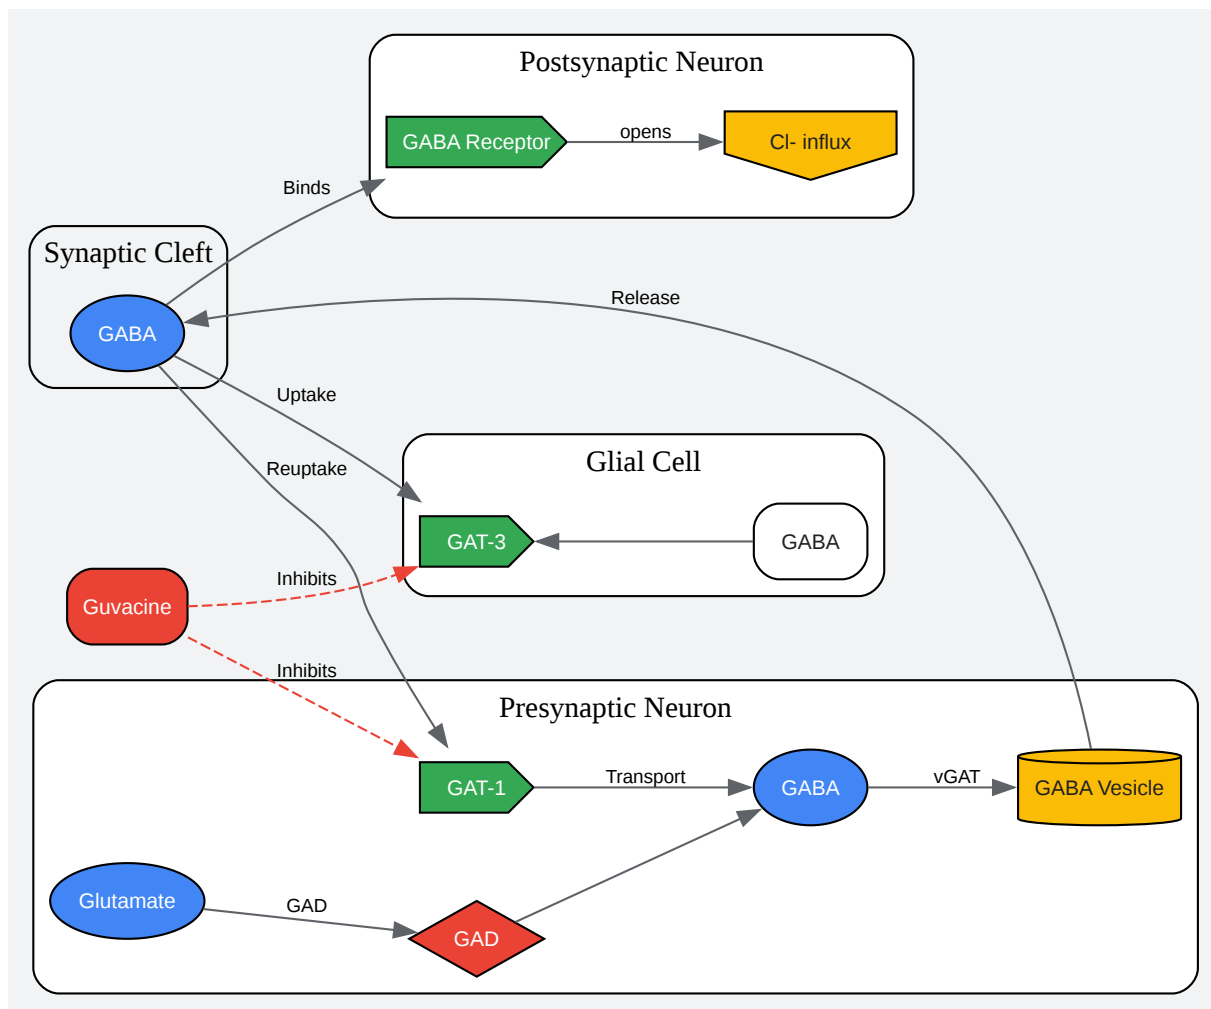 Postsynaptic Neuron
GABA Receptor
opens
Cl- influx
Binds
Synaptic Cleft
GABA
Release
Uptake
Reuptake
Glial Cell
GAT-3
GABA
Guvacine
Inhibits
Inhibits
Presynaptic Neuron
GAT-1
Transport
GABA
vGAT
GABA Vesicle
Glutamate
GAD
GAD